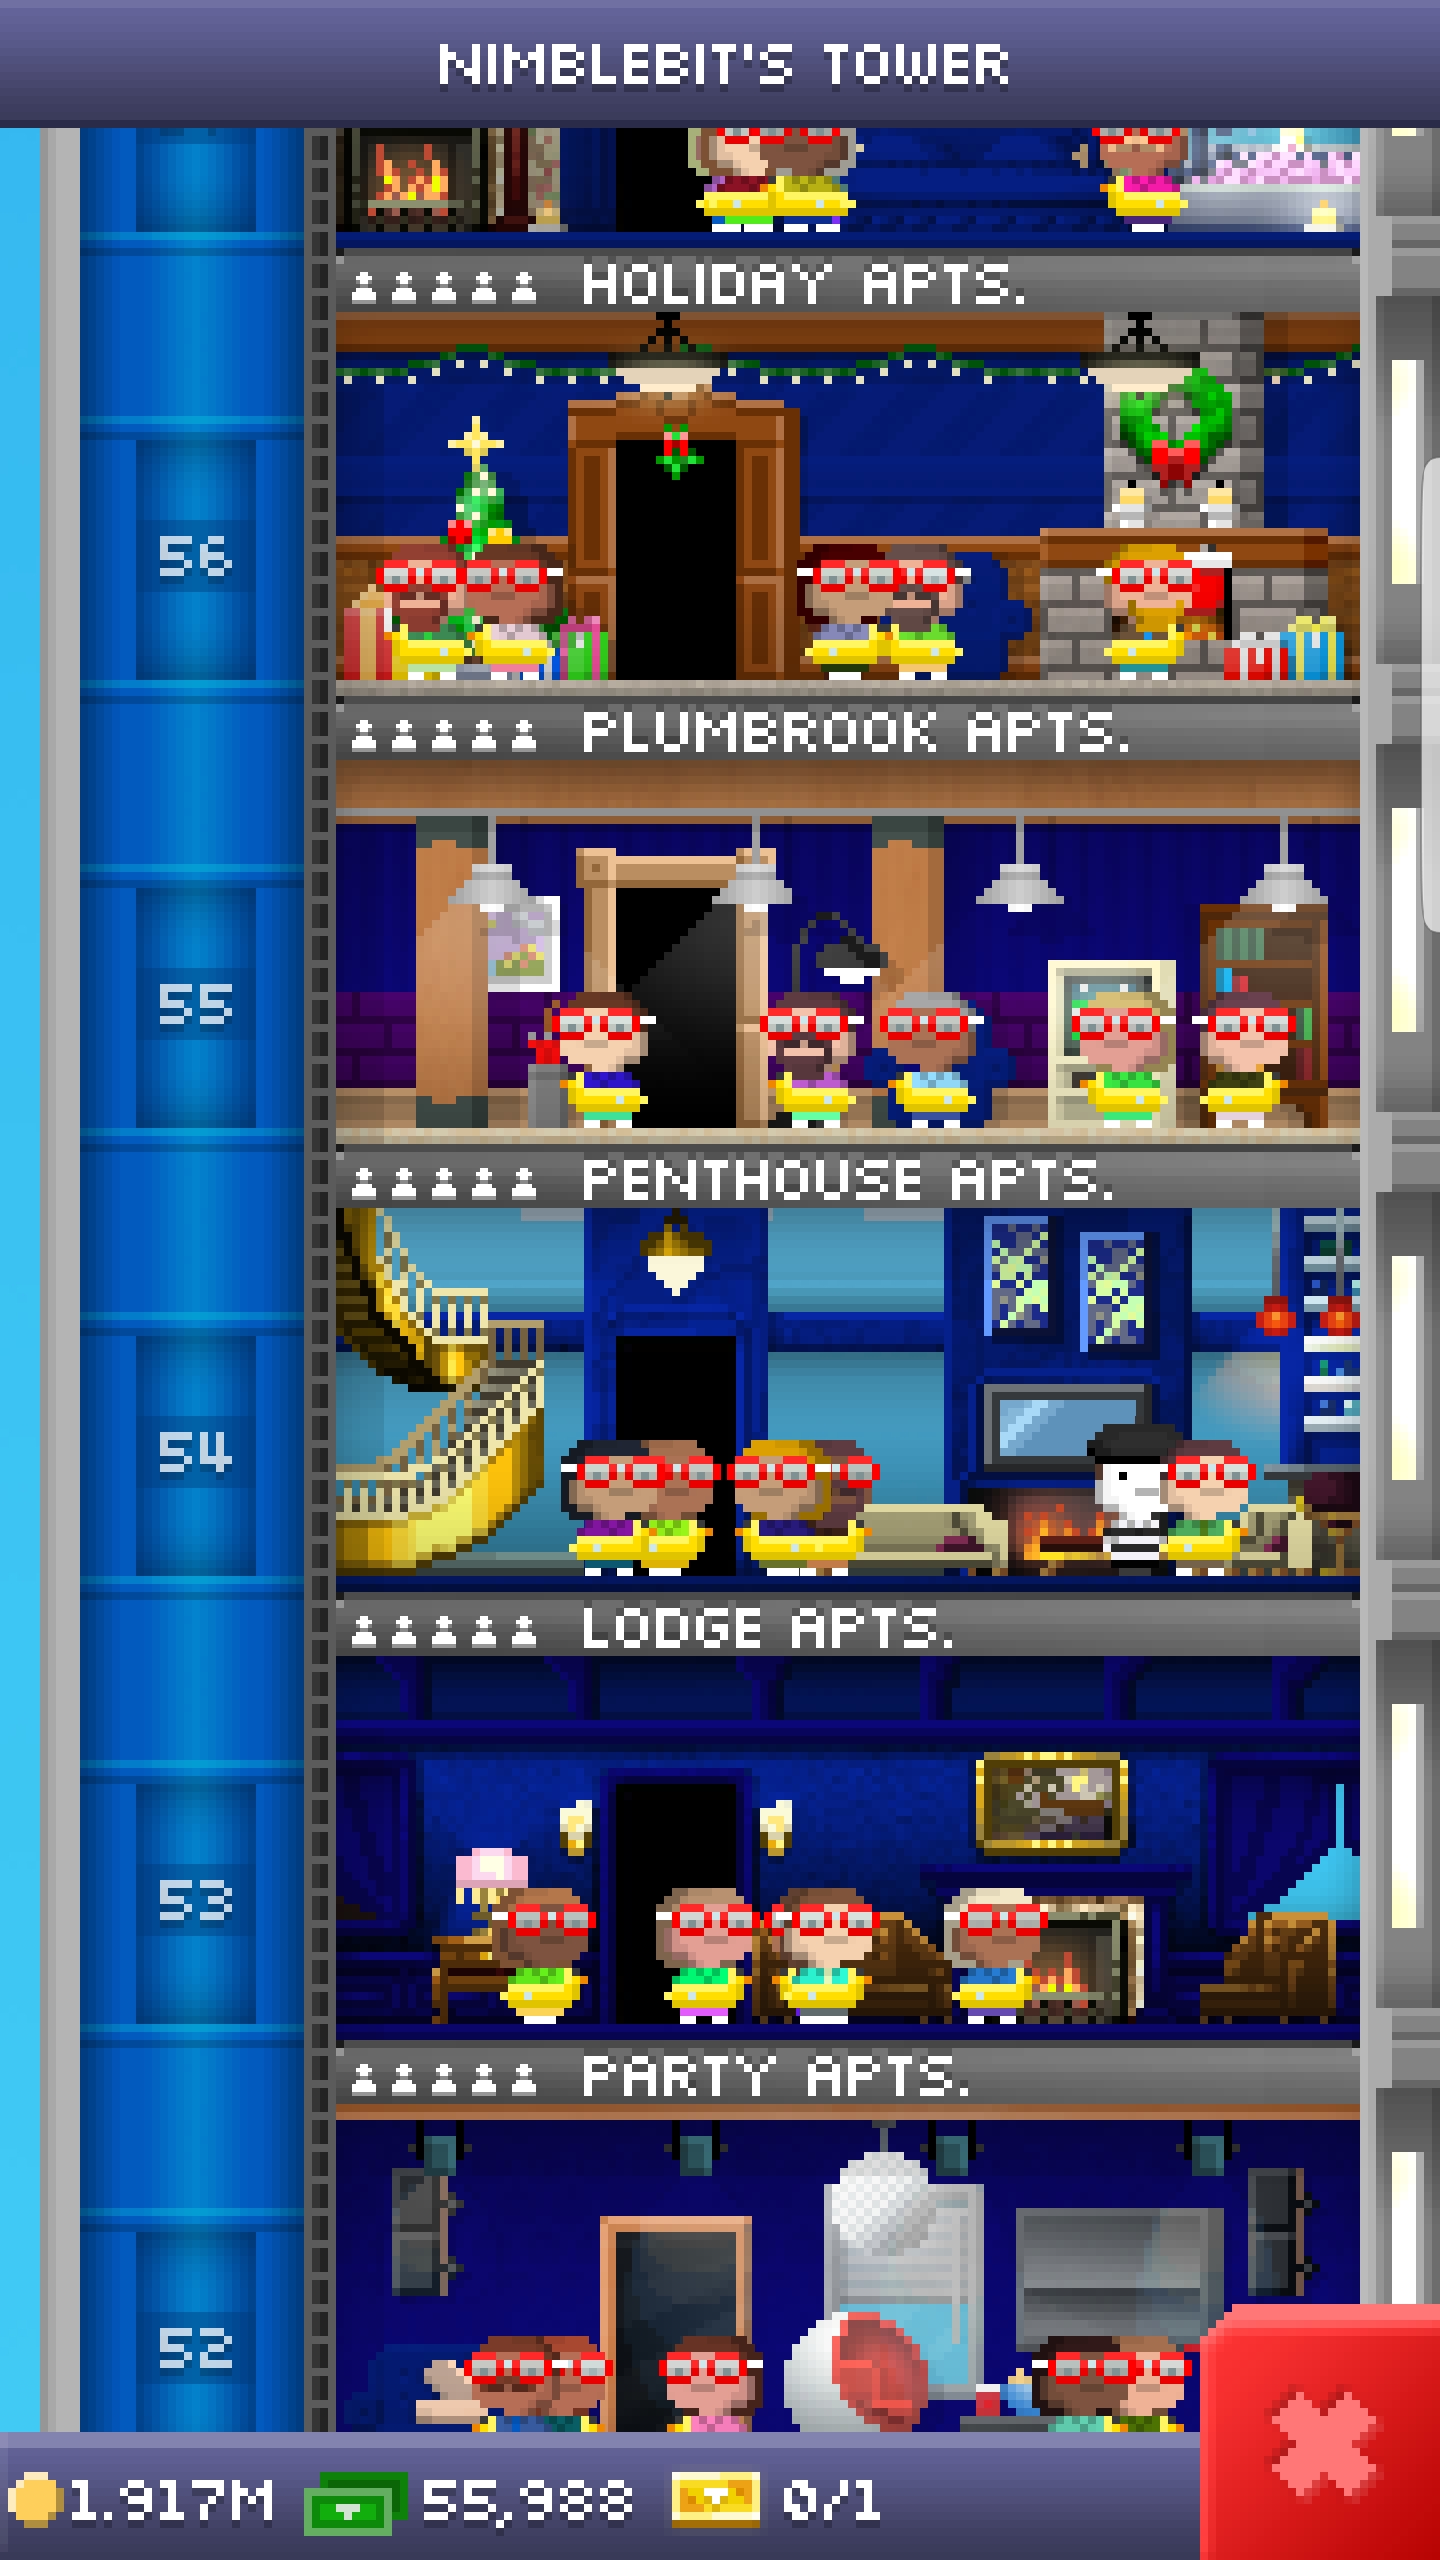 NIMBLEBIT'S TOWER
HOLIDAY APTS.
56
PLUMBROOK APTS.
55
PENTHOUSE APTS.
54
LODGE APTS.
53
PARTY APTS.
52
1.917M 55,988 0/1